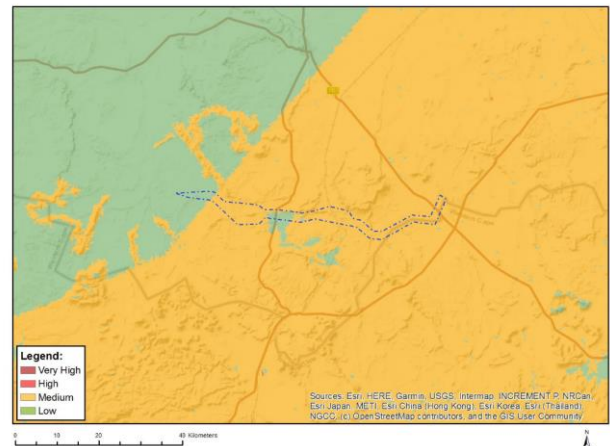 Legend:
Very High
High
Medium
Low
Sources: Esri, HERE, Garmin, USGS, Intermap, INCREMENT P, NRCan,
Esri Japan, METI, Esri China (Hong Kong), Esri Korea, Esri (Thailand),
NGCC, (c) OpenStreetMap contributors, and the GIS User Community
0 10 20 40 Kilometers
N